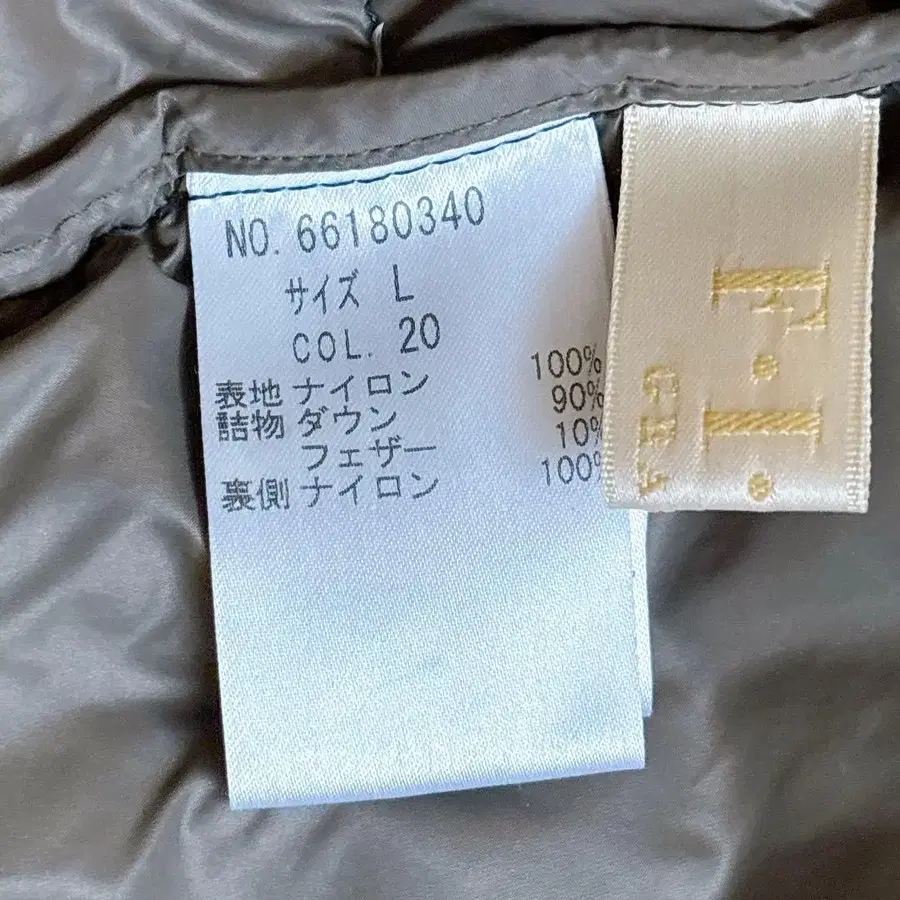 NO. 66180340
サイズ L
COL. 20
表地 ナイロン 100%
詰物 ダウン 90%
フェザー 10%
裏側 ナイロン 100%
F.I.